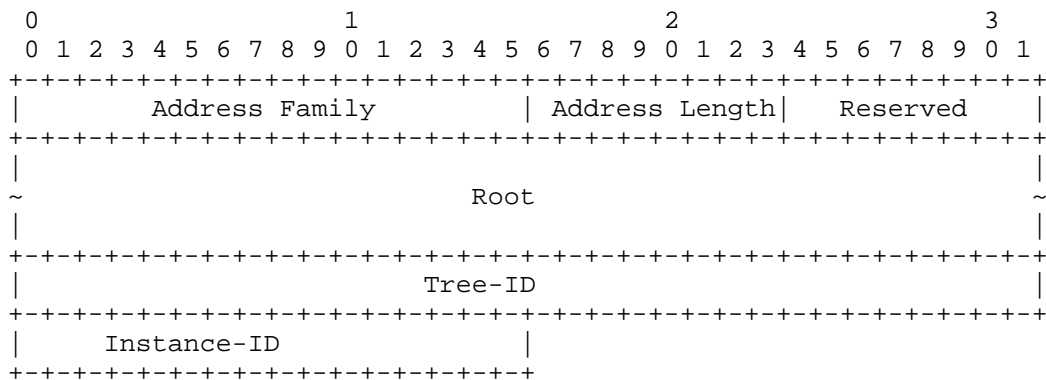 0                   1                   2                   3
 0 1 2 3 4 5 6 7 8 9 0 1 2 3 4 5 6 7 8 9 0 1 2 3 4 5 6 7 8 9 0 1
+-+-+-+-+-+-+-+-+-+-+-+-+-+-+-+-+-+-+-+-+-+-+-+-+-+-+-+-+-+-+-+-+
|        Address Family         | Address Length|   Reserved    |
+-+-+-+-+-+-+-+-+-+-+-+-+-+-+-+-+-+-+-+-+-+-+-+-+-+-+-+-+-+-+-+-+
|                                                               |
~                            Root                               ~
|                                                               |
+-+-+-+-+-+-+-+-+-+-+-+-+-+-+-+-+-+-+-+-+-+-+-+-+-+-+-+-+-+-+-+-+
|                         Tree-ID                               |
+-+-+-+-+-+-+-+-+-+-+-+-+-+-+-+-+-+-+-+-+-+-+-+-+-+-+-+-+-+-+-+-+
|     Instance-ID               |
+-+-+-+-+-+-+-+-+-+-+-+-+-+-+-+-+